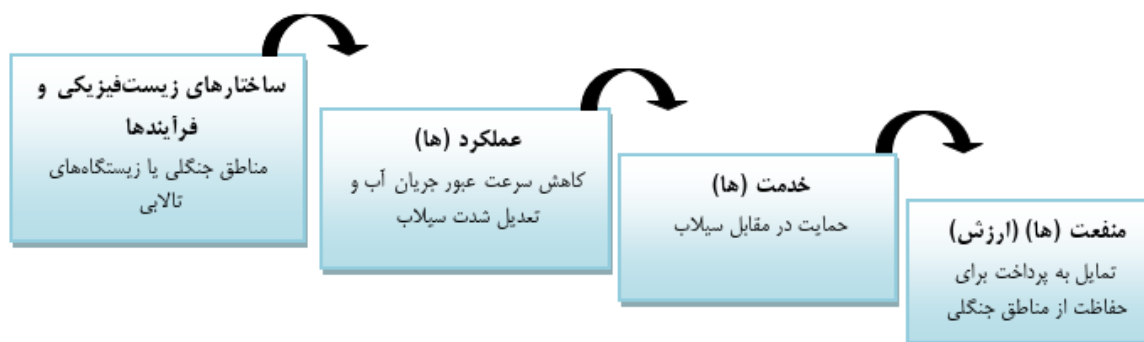 ساختارهای زیست‌فیزیکی و
فرآیندها
مناطق جنگلی یا زیستگاه‌های
تالابی
عملکرد (ها)
کاهش سرعت عبور جریان آب و
تعدیل شدت سیلاب
خدمت (ها)
حمایت در مقابل سیلاب
منفعت (ها) (ارزش)
تمایل به پرداخت برای
حفاظت از مناطق جنگلی